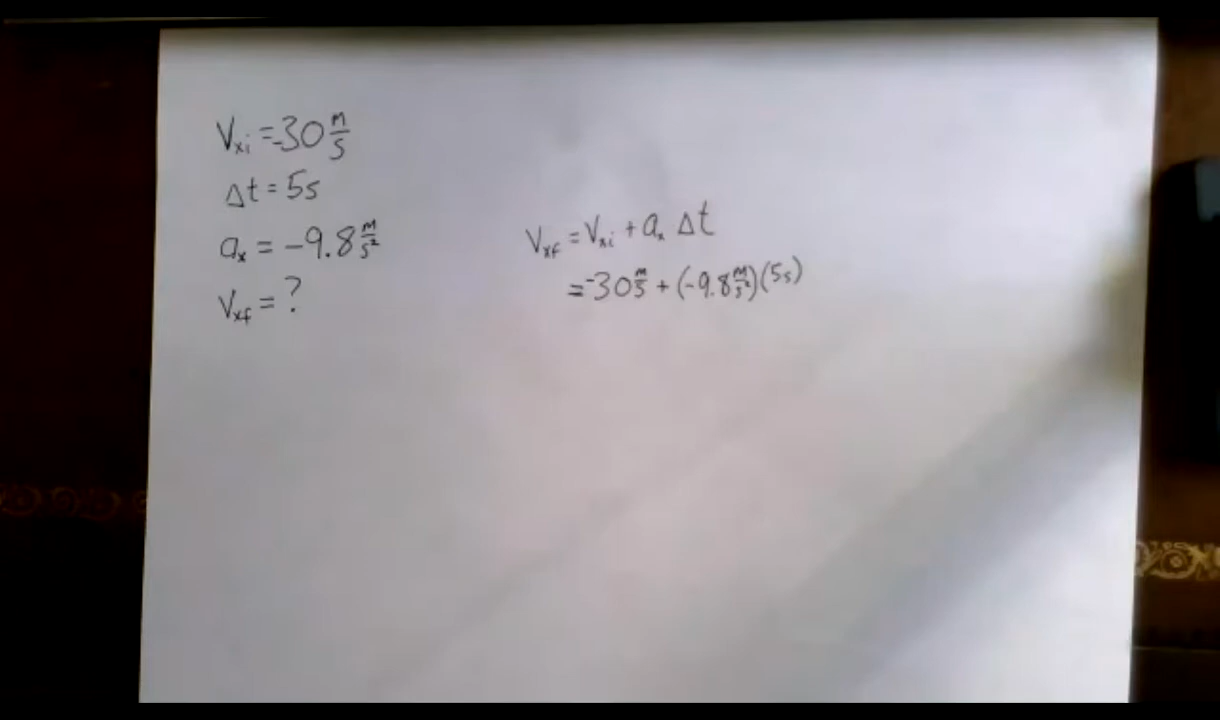 Vxi = -30 m/s
Δt = 5s
ax = -9.8 m/s²
Vxf = ?
Vxf = Vxi + ax Δt
= -30 m/s + (-9.8 m/s²)(5s)